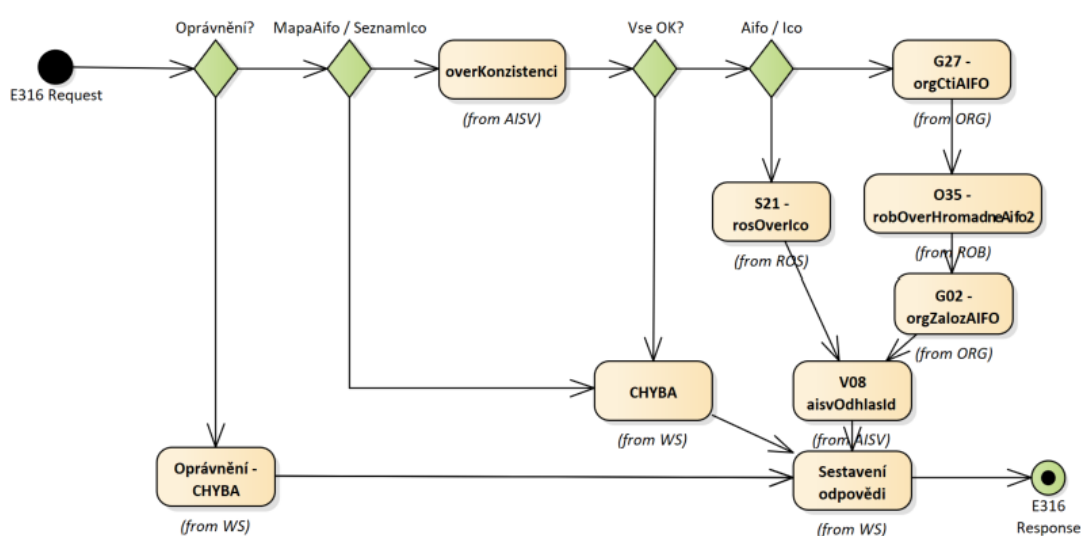 Oprávnění?
MapaAifo / SeznamIco
Vse OK?
Aifo / Ico
E316 Request
overKonzistenci
(from AISV)
G27 -
orgCtiAIFO
(from ORG)
S21 -
rosOverIco
(from ROS)
O35 -
robOverHromadneAifo2
(from ROB)
G02 -
orgZalozAIFO
(from ORG)
CHYBA
(from WS)
V08
aisvOdhlasId
(from AISV)
Oprávnění -
CHYBA
(from WS)
Sestavení
odpovědi
(from WS)
E316
Response